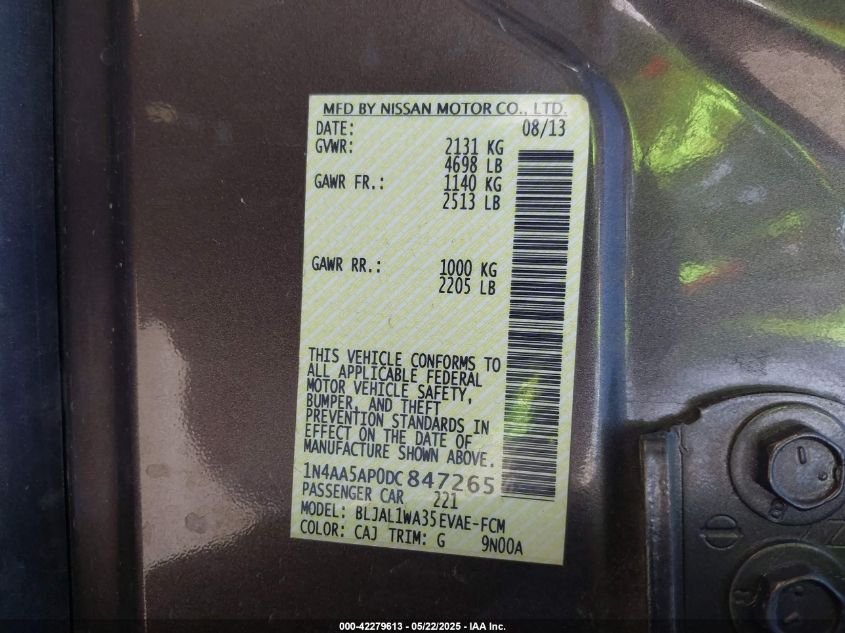 MFD BY NISSAN MOTOR CO., LTD.
DATE: 08/13
GVWR: 2131 KG
4698 LB
GAWR FR.: 1140 KG
2513 LB
GAWR RR.: 1000 KG
2205 LB
THIS VEHICLE CONFORMS TO
ALL APPLICABLE FEDERAL
MOTOR VEHICLE SAFETY,
BUMPER, AND THEFT
PREVENTION STANDARDS IN
EFFECT ON THE DATE OF
MANUFACTURE SHOWN ABOVE.
1N4AA5AP0DC847265
PASSENGER CAR 221
MODEL: BLJAL1WA35EVAE-FCM
COLOR: CAJ TRIM: G 9N00A
000-42279613 - 05/22/2025 - IAA Inc.